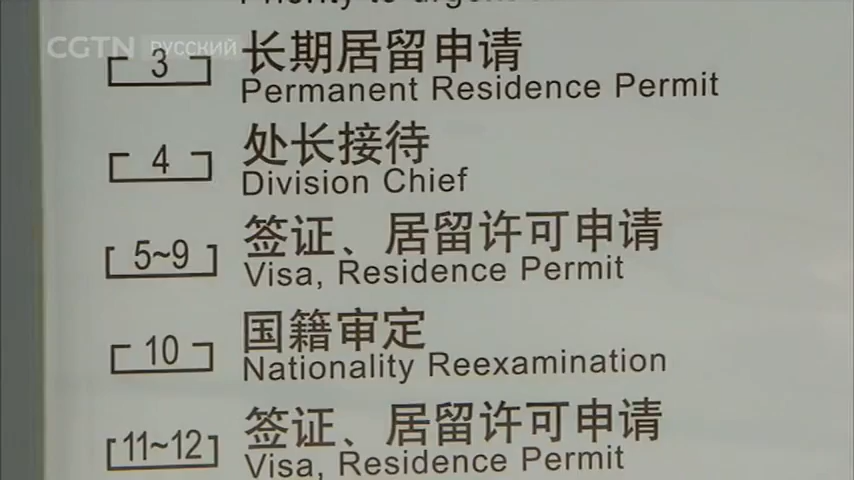 CGTN РУССКИЙ
3 长期居留申请
Permanent Residence Permit
4 处长接待
Division Chief
5~9 签证、居留许可申请
Visa, Residence Permit
10 国籍审定
Nationality Reexamination
11~12 签证、居留许可申请
Visa, Residence Permit